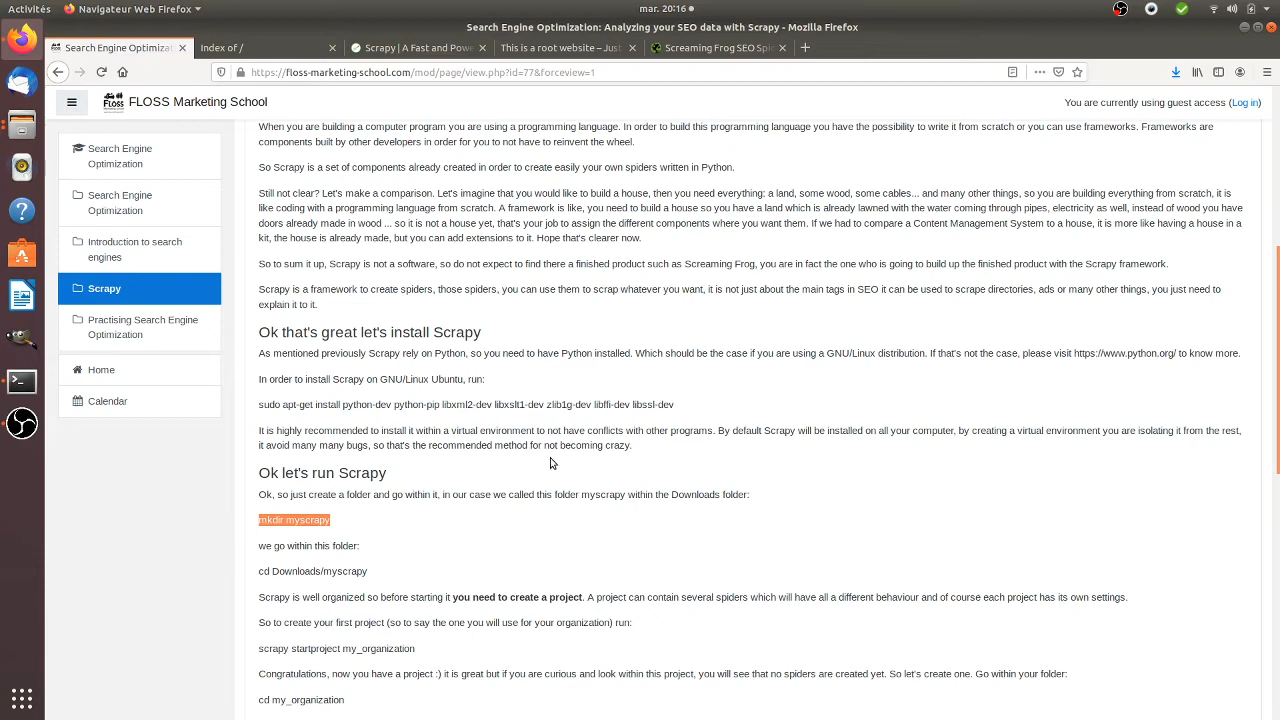 Activités
Navigateur Web Firefox
mar. 20:16
Search Engine Optimization: Analyzing your SEO data with Scrapy - Mozilla Firefox
Search Engine Optimizat
Index of /
Scrapy | A Fast and Powe
This is a root website – Just
Screaming Frog SEO Spi
https://floss-marketing-school.com/mod/page/view.php?id=77&forceview=1
FLOSS Marketing School
You are currently using guest access (Log in)
Search Engine
Optimization
Search Engine
Optimization
Introduction to search
engines
Scrapy
Practising Search Engine
Optimization
Home
Calendar
When you are building a computer program you are using a programming language. In order to build this programming language you have the possibility to write it from scratch or you can use frameworks. Frameworks are
components built by other developers in order for you to not have to reinvent the wheel.
So Scrapy is a set of components already created in order to create easily your own spiders written in Python.
Still not clear? Let's make a comparison. Let's imagine that you would like to build a house, then you need everything: a land, some wood, some cables... and many other things, so you are building everything from scratch, it is
like coding with a programming language from scratch. A framework is like, you need to build a house so you have a land which is already lawned with the water coming through pipes, electricity as well, instead of wood you have
doors already made in wood ... so it is not a house yet, that's your job to assign the different components where you want them. If we had to compare a Content Management System to a house, it is more like having a house in a
kit, the house is already made, but you can add extensions to it. Hope that's clearer now.
So to sum it up, Scrapy is not a software, so do not expect to find there a finished product such as Screaming Frog, you are in fact the one who is going to build up the finished product with the Scrapy framework.
Scrapy is a framework to create spiders, those spiders, you can use them to scrap whatever you want, it is not just about the main tags in SEO it can be used to scrape directories, ads or many other things, you just need to
explain it to it.
Ok that's great let's install Scrapy
As mentioned previously Scrapy rely on Python, so you need to have Python installed. Which should be the case if you are using a GNU/Linux distribution. If that's not the case, please visit https://www.python.org/ to know more.
In order to install Scrapy on GNU/Linux Ubuntu, run:
sudo apt-get install python-dev python-pip libxml2-dev libxslt1-dev zlib1g-dev libffi-dev libssl-dev
It is highly recommended to install it within a virtual environment to not have conflicts with other programs. By default Scrapy will be installed on all your computer, by creating a virtual environment you are isolating it from the rest,
it avoid many many bugs, so that's the recommended method for not becoming crazy.
Ok let's run Scrapy
Ok, so just create a folder and go within it, in our case we called this folder myscrapy within the Downloads folder:
mkdir myscrapy
we go within this folder:
cd Downloads/myscrapy
Scrapy is well organized so before starting it you need to create a project. A project can contain several spiders which will have all a different behaviour and of course each project has its own settings.
So to create your first project (so to say the one you will use for your organization) run:
scrapy startproject my_organization
Congratulations, now you have a project :) it is great but if you are curious and look within this project, you will see that no spiders are created yet. So let's create one. Go within your folder:
cd my_organization